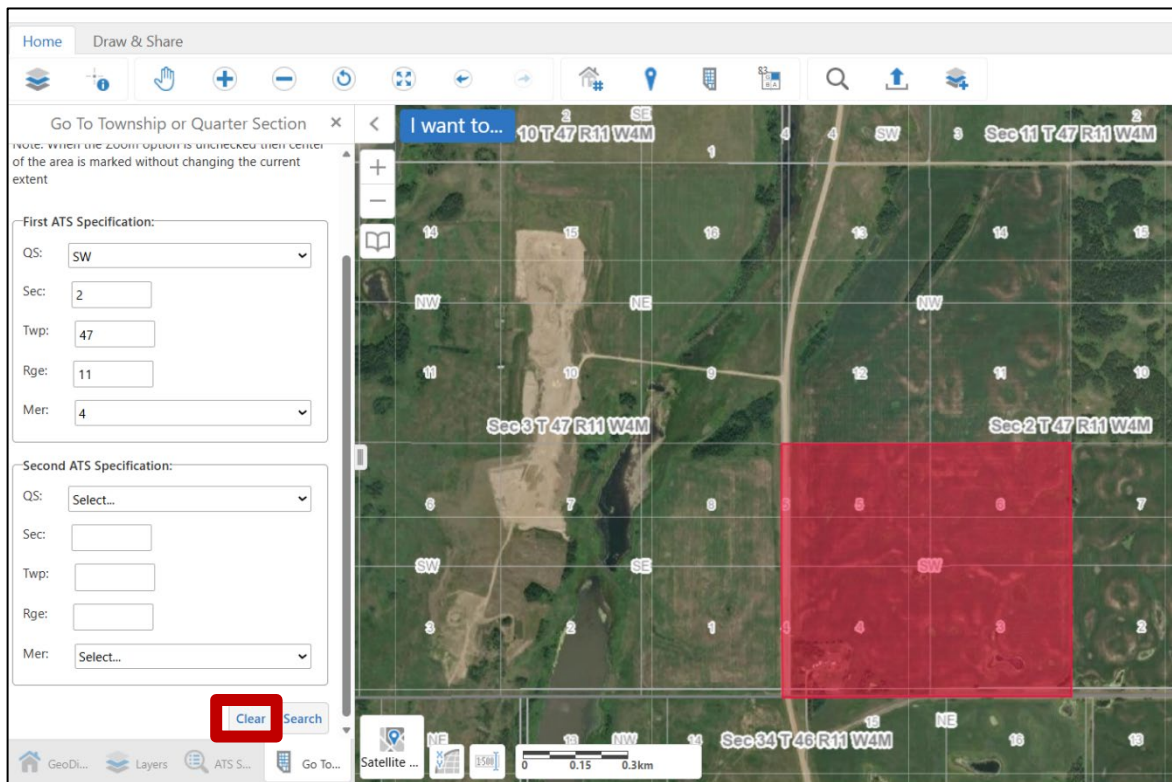 Home Draw & Share
83
B A
Go To Township or Quarter Section ×
I want to...
Note: When the Zoom option is unchecked then center
of the area is marked without changing the current
extent
First ATS Specification:
QS: SW
Sec: 2
Twp: 47
Rge: 11
Mer: 4
Second ATS Specification:
QS: Select...
Sec:
Twp:
Rge:
Mer: Select...
Clear Search
GeoDi... Layers ATS S... Go To...
2 SE 2
10 T 47 R11 W4M 4 4 SW 3 Sec 11 T 47 R11 W4M
1
14 15 16 13 14 15
NW NE NW
11 10 9 12 11 10
Sec 3 T 47 R11 W4M Sec 2 T 47 R11 W4M
6 7 8 5 5 6 7
SW SE SW
3 2 1 4 4 3 2
15 NE
NE 13 NW 14 Sec 34 T 46 R11 W4M 16 13
Satellite ... 1500 0 0.15 0.3km